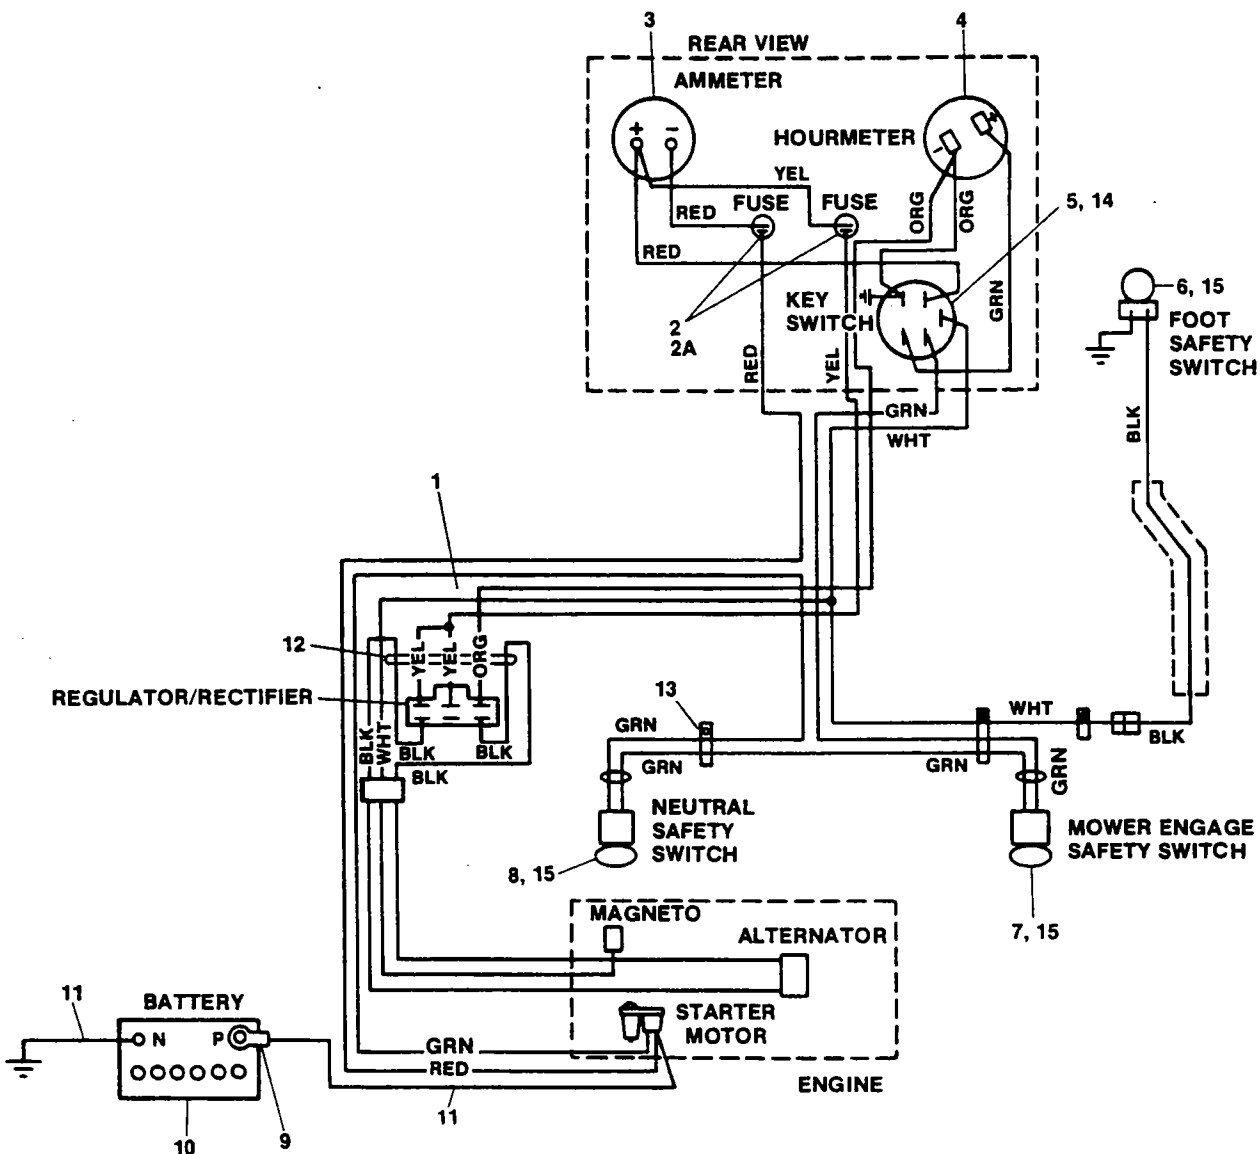 3
4
REAR VIEW
AMMETER
+
−
+
−
HOURMETER
YEL
RED
FUSE
FUSE
ORG
ORG
5, 14
RED
KEY
SWITCH
GRN
2
2A
RED
YEL
6, 15
FOOT
SAFETY
SWITCH
GRN
WHT
BLK
1
12
YEL
YEL
ORG
REGULATOR/RECTIFIER
BLK
WHT
BLK
BLK
BLK
13
GRN
GRN
WHT
BLK
GRN
GRN
NEUTRAL
SAFETY
SWITCH
8, 15
MOWER ENGAGE
SAFETY SWITCH
7, 15
MAGNETO
ALTERNATOR
STARTER
MOTOR
11
BATTERY
N
P
GRN
RED
11
ENGINE
10
9